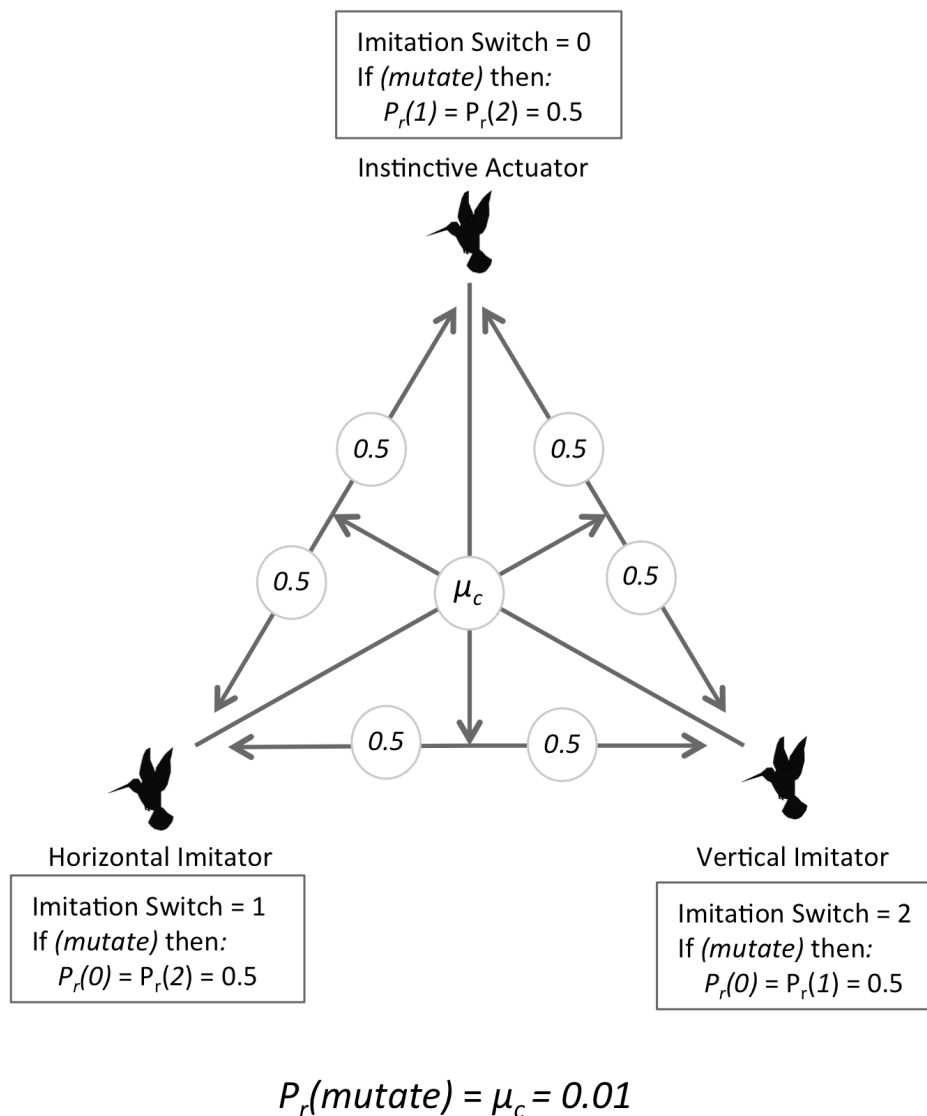 Imitation Switch = 0
If (mutate) then:
Pr(1) = Pr(2) = 0.5
Instinctive Actuator
0.5
0.5
0.5
0.5
μc
0.5
0.5
Horizontal Imitator
Vertical Imitator
Imitation Switch = 1
If (mutate) then:
Pr(0) = Pr(2) = 0.5
Imitation Switch = 2
If (mutate) then:
Pr(0) = Pr(1) = 0.5
Pr(mutate) = μc = 0.01